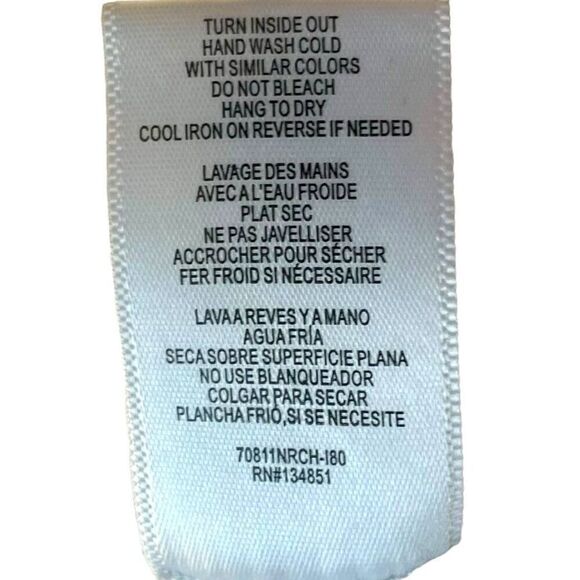 TURN INSIDE OUT
HAND WASH COLD
WITH SIMILAR COLORS
DO NOT BLEACH
HANG TO DRY
COOL IRON ON REVERSE IF NEEDED
LAVAGE DES MAINS
AVEC A L'EAU FROIDE
PLAT SEC
NE PAS JAVELLISER
ACCROCHER POUR SÉCHER
FER FROID SI NÉCESSAIRE
LAVA A REVES Y A MANO
AGUA FRÍA
SECA SOBRE SUPERFICIE PLANA
NO USE BLANQUEADOR
COLGAR PARA SECAR
PLANCHA FRIÓ,SI SE NECESITE
70811NRCH-I80
RN#134851